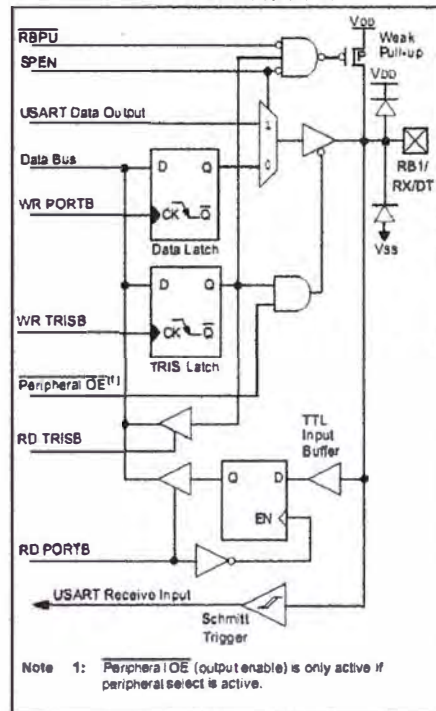 VDD
RBPU
Weak
Pull-up
SPEN
P
VDD
USART Data Output
1
Data Bus
D
Q
0
RB1/
RX/DT
WR PORTB
CK
Q
VSS
Data Latch
D
Q
WR TRISB
CK
Q
TRIS Latch
Peripheral OE(1)
RD TRISB
TTL
Input
Buffer
Q
D
EN
RD PORTB
USART Receive Input
Schmitt
Trigger
Note 1: Peripheral OE (output enable) is only active if
peripheral select is active.